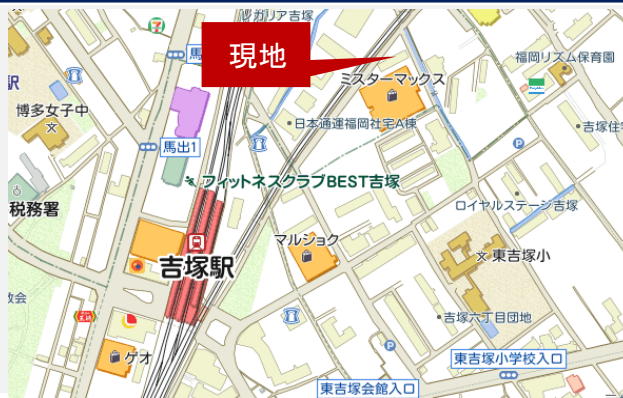 ガリア吉塚
馬
現地
ミスターマックス
福岡リズム保育園
駅
博多女子中
日本通運福岡社宅A棟
吉塚住
馬出1
フィットネスクラブBEST吉塚
税務署
ロイヤルステージ吉塚
マルショク
東吉塚小
吉塚駅
教会
吉塚六丁目団地
ゲオ
東吉塚小学校入口
東吉塚会館入口